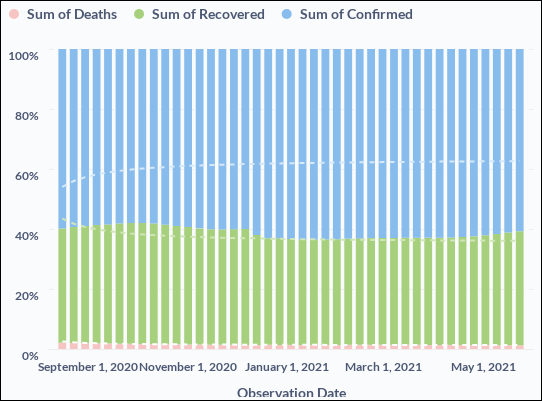 Sum of Deaths Sum of Recovered Sum of Confirmed
100%
80%
60%
40%
20%
0%
September 1, 2020 November 1, 2020 January 1, 2021 March 1, 2021 May 1, 2021
Observation Date